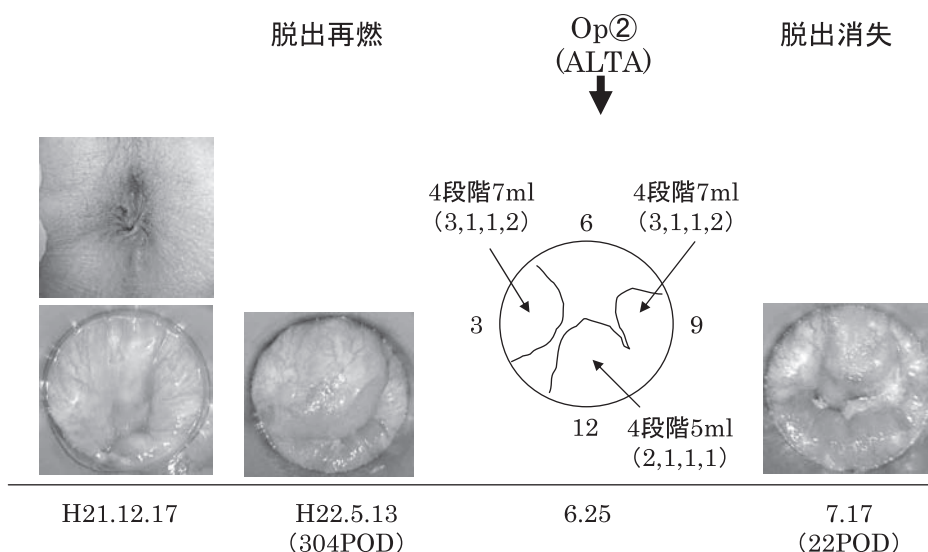 脱出再燃
Op②
(ALTA)
脱出消失
4段階7ml
(3,1,1,2)
4段階7ml
(3,1,1,2)
6
3
9
12
4段階5ml
(2,1,1,1)
H21.12.17
H22.5.13
(304POD)
6.25
7.17
(22POD)